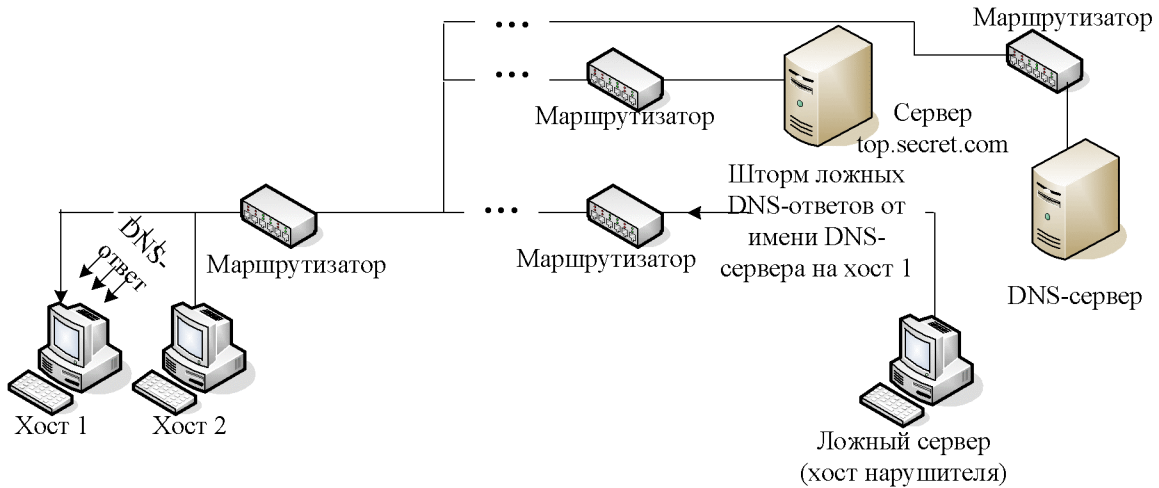 Маршрутизатор
Маршрутизатор
Сервер
top.secret.com
Шторм ложных
DNS-ответов от
имени DNS-
сервера на хост 1
DNS-
ответ
Маршрутизатор
Маршрутизатор
DNS-сервер
Хост 1
Хост 2
Ложный сервер
(хост нарушителя)